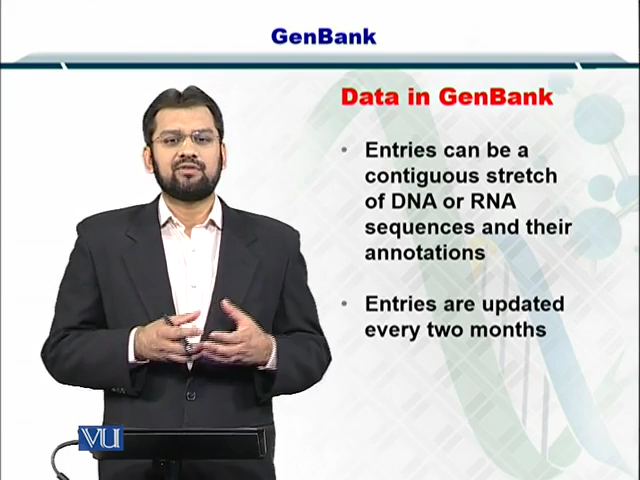 GenBank
Data in GenBank
• Entries can be a
contiguous stretch
of DNA or RNA
sequences and their
annotations
• Entries are updated
every two months
VU